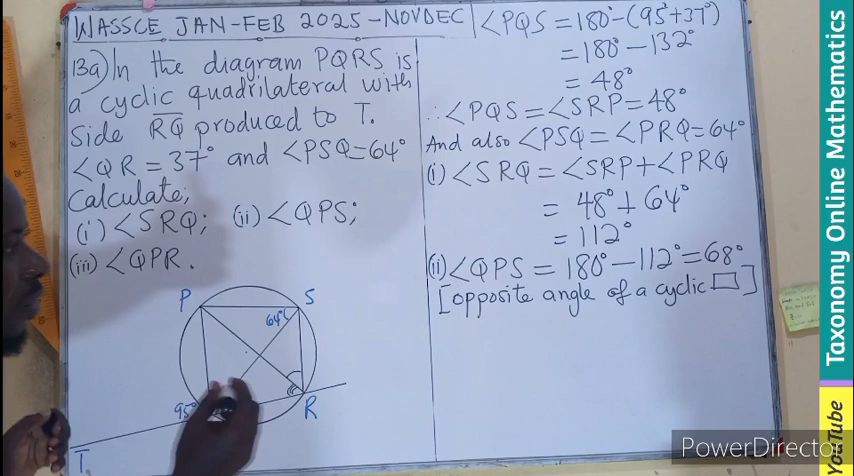 WASSCE JAN-FEB 2025-NOVDEC
13a) In the diagram PQRS is
a cyclic quadrilateral with
Side RQ produced to T.
<QR = 37° and <PSQ=64°
Calculate;
(i) <SRQ; (ii) <QPS;
(iii) <QPR.
P
S
64°
95°
R
T
<PQS = 180°-(95°+37°)
= 180° - 132°
= 48°
∴ <PQS = <SRP = 48°
And also <PSQ = <PRQ = 64°
(i) <SRQ = <SRP + <PRQ
= 48° + 64°
= 112°
(ii) <QPS = 180° - 112° = 68°
[opposite angle of a cyclic □]
Taxonomy Online Mathematics
YouTube
PowerDirector